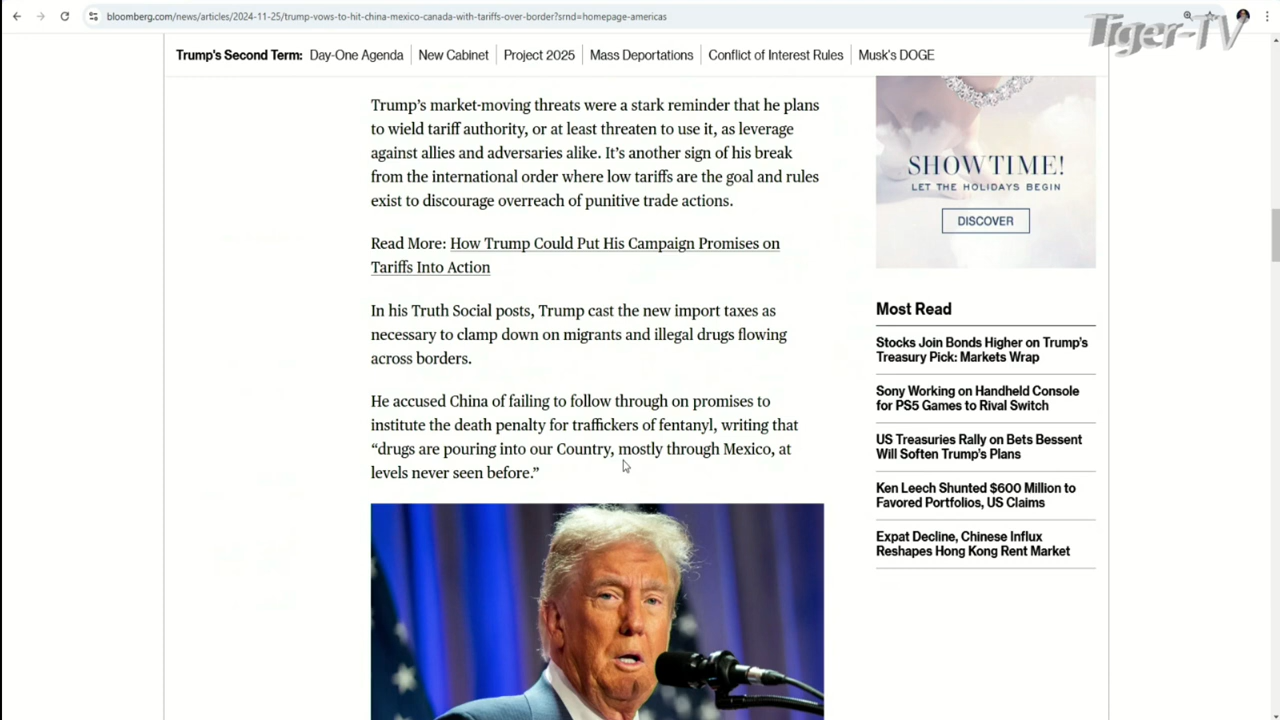 bloomberg.com/news/articles/2024-11-25/trump-vows-to-hit-china-mexico-canada-with-tariffs-over-border?srnd=homepage-americas
Tiger-TV
Trump's Second Term: Day-One Agenda New Cabinet Project 2025 Mass Deportations Conflict of Interest Rules Musk's DOGE
Trump’s market-moving threats were a stark reminder that he plans
to wield tariff authority, or at least threaten to use it, as leverage
against allies and adversaries alike. It’s another sign of his break
from the international order where low tariffs are the goal and rules
exist to discourage overreach of punitive trade actions.
Read More: How Trump Could Put His Campaign Promises on
Tariffs Into Action
In his Truth Social posts, Trump cast the new import taxes as
necessary to clamp down on migrants and illegal drugs flowing
across borders.
He accused China of failing to follow through on promises to
institute the death penalty for traffickers of fentanyl, writing that
“drugs are pouring into our Country, mostly through Mexico, at
levels never seen before.”
SHOWTIME!
LET THE HOLIDAYS BEGIN
DISCOVER
Most Read
Stocks Join Bonds Higher on Trump's
Treasury Pick: Markets Wrap
Sony Working on Handheld Console
for PS5 Games to Rival Switch
US Treasuries Rally on Bets Bessent
Will Soften Trump's Plans
Ken Leech Shunted $600 Million to
Favored Portfolios, US Claims
Expat Decline, Chinese Influx
Reshapes Hong Kong Rent Market